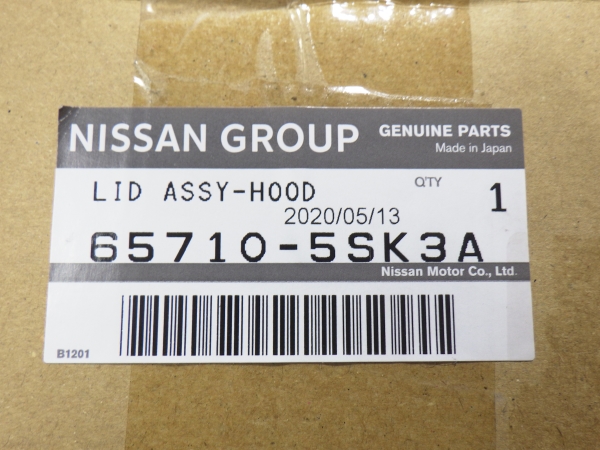 NISSAN GROUP GENUINE PARTS
Made in Japan
LID ASSY-HOOD Q'TY 1
2020/05/13
65710-5SK3A
Nissan Motor Co., Ltd.
B1201